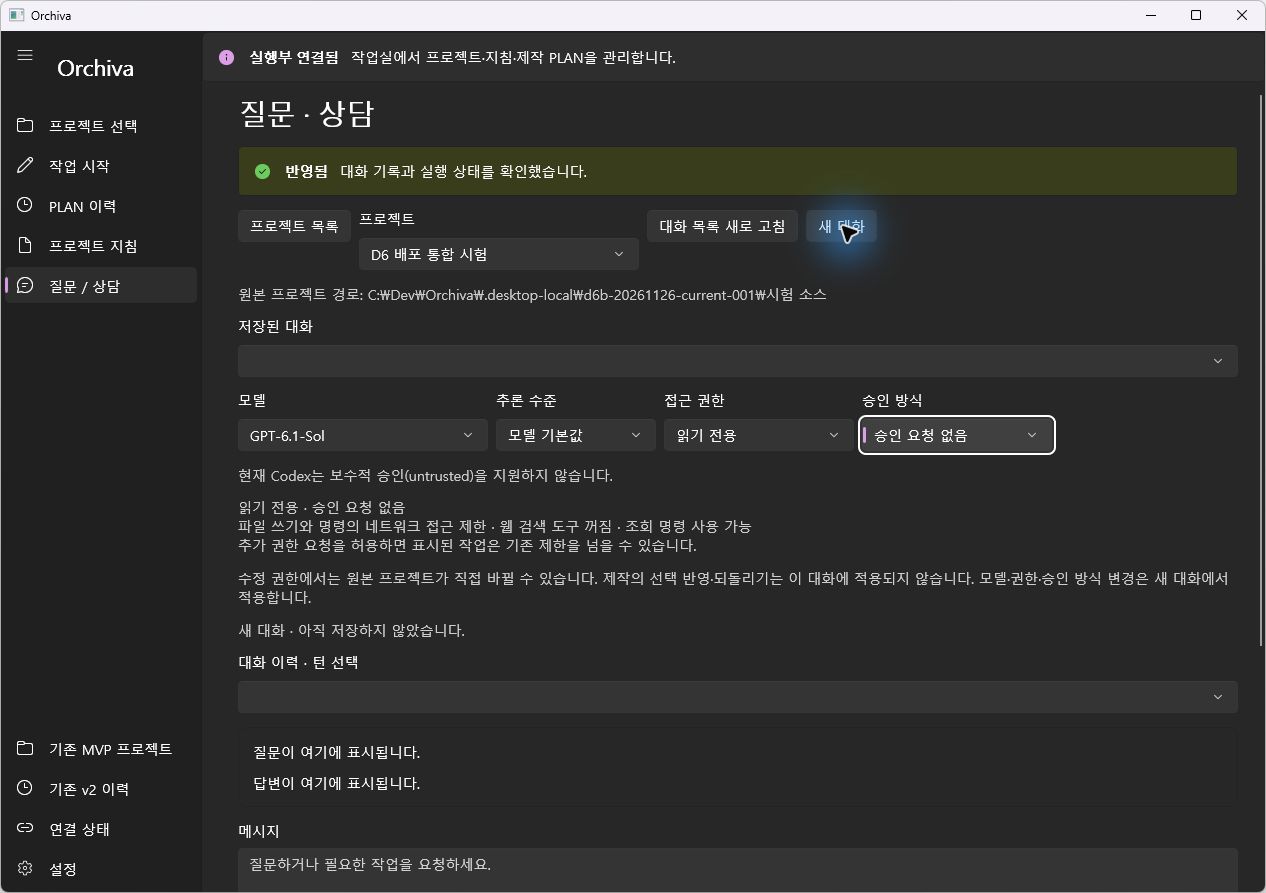 Orchiva
Orchiva
실행부 연결됨 작업실에서 프로젝트·지침·제작 PLAN을 관리합니다.
프로젝트 선택
작업 시작
PLAN 이력
프로젝트 지침
질문 / 상담
기존 MVP 프로젝트
기존 v2 이력
연결 상태
설정
질문 · 상담
반영됨 대화 기록과 실행 상태를 확인했습니다.
프로젝트 목록
프로젝트
D6 배포 통합 시험
대화 목록 새로 고침
새 대화
원본 프로젝트 경로: C:₩Dev₩Orchiva₩.desktop-local₩d6b-20261126-current-001₩시험 소스
저장된 대화
모델 추론 수준 접근 권한 승인 방식
GPT-6.1-Sol 모델 기본값 읽기 전용 승인 요청 없음
현재 Codex는 보수적 승인(untrusted)을 지원하지 않습니다.
읽기 전용 · 승인 요청 없음
파일 쓰기와 명령의 네트워크 접근 제한 · 웹 검색 도구 꺼짐 · 조회 명령 사용 가능
추가 권한 요청을 허용하면 표시된 작업은 기존 제한을 넘을 수 있습니다.
수정 권한에서는 원본 프로젝트가 직접 바뀔 수 있습니다. 제작의 선택 반영·되돌리기는 이 대화에 적용되지 않습니다. 모델·권한·승인 방식 변경은 새 대화에서
적용합니다.
새 대화 · 아직 저장하지 않았습니다.
대화 이력 · 턴 선택
질문이 여기에 표시됩니다.
답변이 여기에 표시됩니다.
메시지
질문하거나 필요한 작업을 요청하세요.